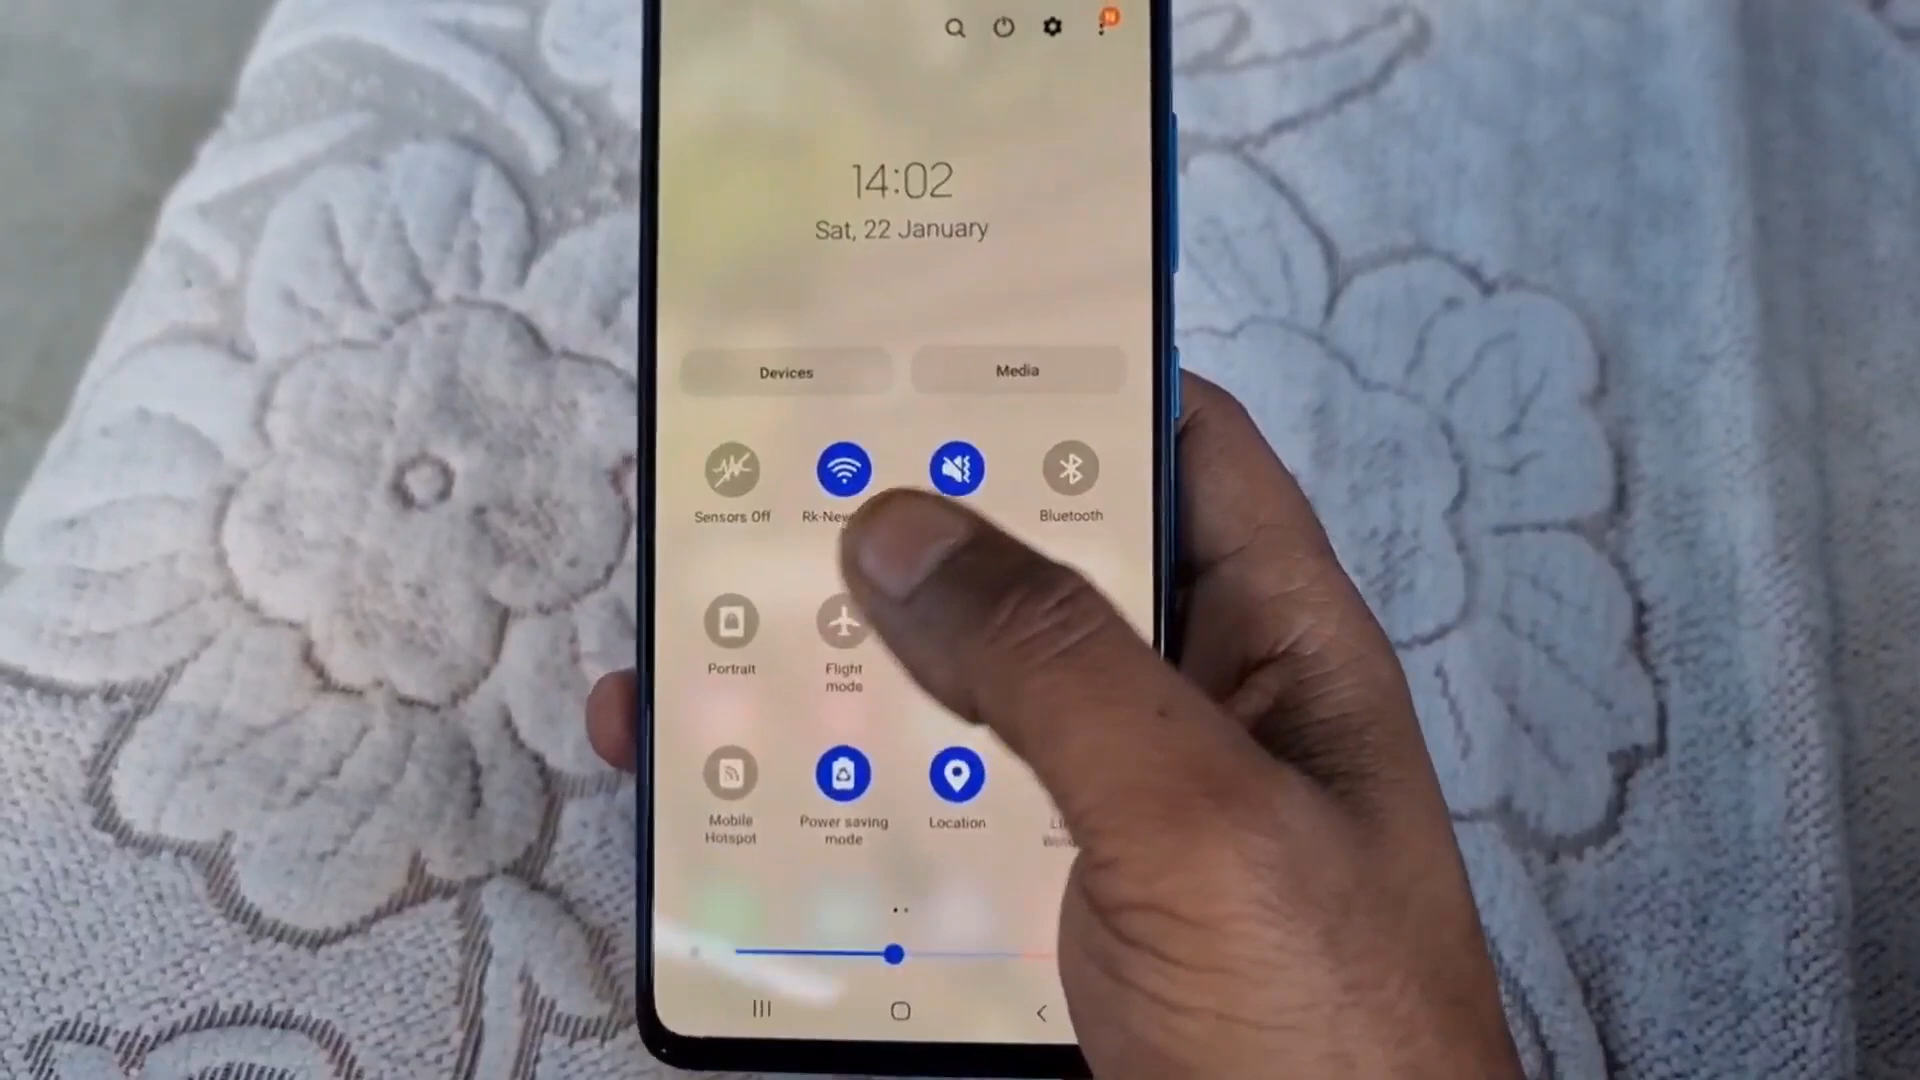 N
14:02
Sat, 22 January
Devices
Media
Sensors Off
Bluetooth
Portrait
Flight
mode
Mobile
Hotspot
Power saving
mode
Location